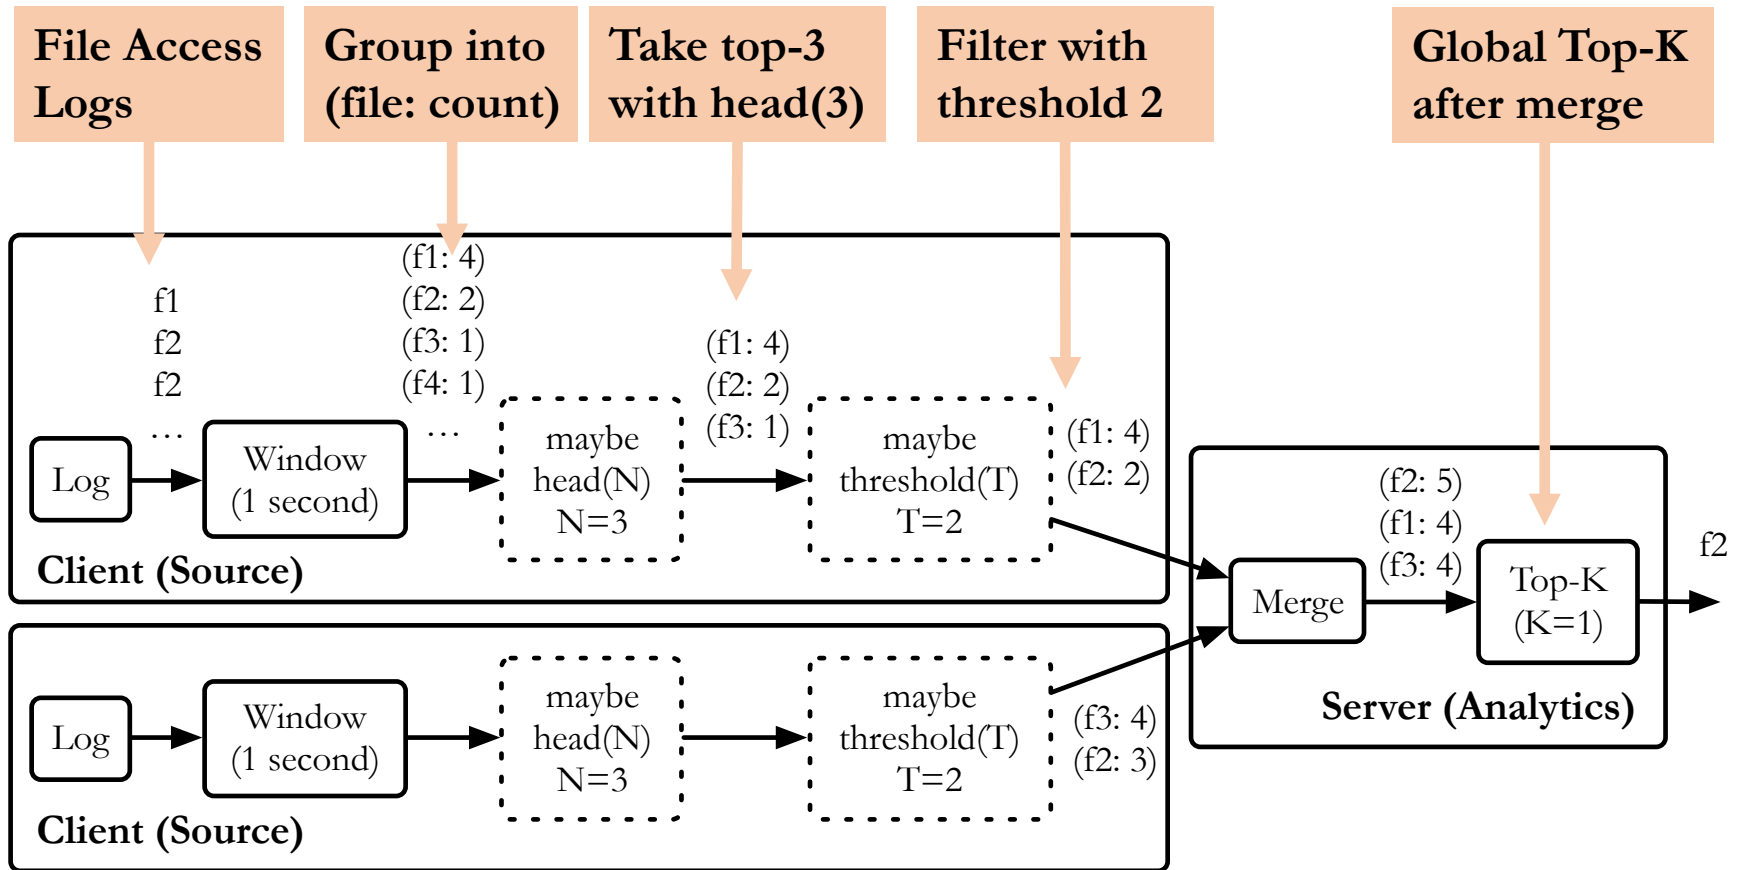 File Access
Logs
Group into
(file: count)
Take top-3
with head(3)
Filter with
threshold 2
Global Top-K
after merge
f1
f2
f2
…
(f1: 4)
(f2: 2)
(f3: 1)
(f4: 1)
…
(f1: 4)
(f2: 2)
(f3: 1)
(f1: 4)
(f2: 2)
Log
Window
(1 second)
maybe
head(N)
N=3
maybe
threshold(T)
T=2
Client (Source)
Log
Window
(1 second)
maybe
head(N)
N=3
maybe
threshold(T)
T=2
(f3: 4)
(f2: 3)
Client (Source)
Merge
(f2: 5)
(f1: 4)
(f3: 4)
Top-K
(K=1)
f2
Server (Analytics)